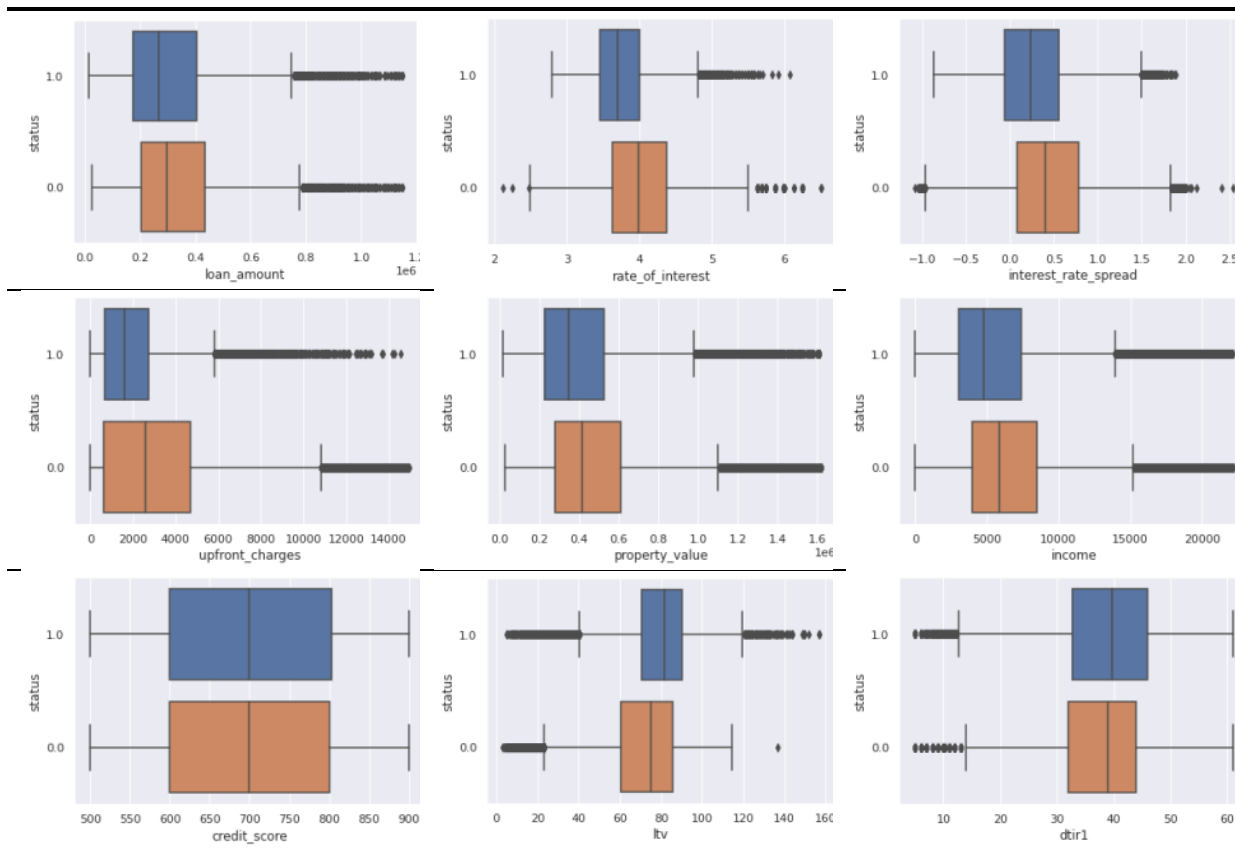 status
1.0
0.0
0.0 0.2 0.4 0.6 0.8 1.0
1e6
loan_amount
status
1.0
0.0
2 3 4 5 6
rate_of_interest
status
1.0
0.0
−1.0 −0.5 0.0 0.5 1.0 1.5 2.0 2.5
interest_rate_spread
status
1.0
0.0
0 2000 4000 6000 8000 10000 12000 14000
upfront_charges
status
1.0
0.0
0.0 0.2 0.4 0.6 0.8 1.0 1.2 1.4 1.6
property_value
status
1.0
0.0
0 5000 10000 15000 20000
income
status
1.0
0.0
500 550 600 650 700 750 800 850 900
credit_score
status
1.0
0.0
0 20 40 60 80 100 120 140 160
ltv
status
1.0
0.0
10 20 30 40 50 60
dtir1